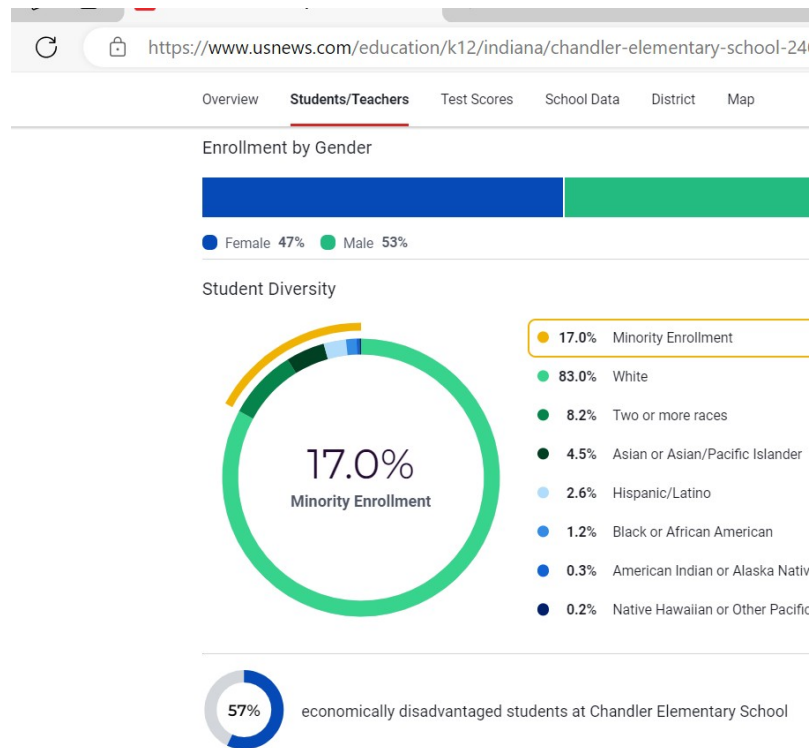 https://www.usnews.com/education/k12/indiana/chandler-elementary-school-24
Overview Students/Teachers Test Scores School Data District Map
Enrollment by Gender
Female 47% Male 53%
Student Diversity
17.0% Minority Enrollment
83.0% White
8.2% Two or more races
4.5% Asian or Asian/Pacific Islander
2.6% Hispanic/Latino
1.2% Black or African American
0.3% American Indian or Alaska Nativ
0.2% Native Hawaiian or Other Pacific
17.0%
Minority Enrollment
57% economically disadvantaged students at Chandler Elementary School